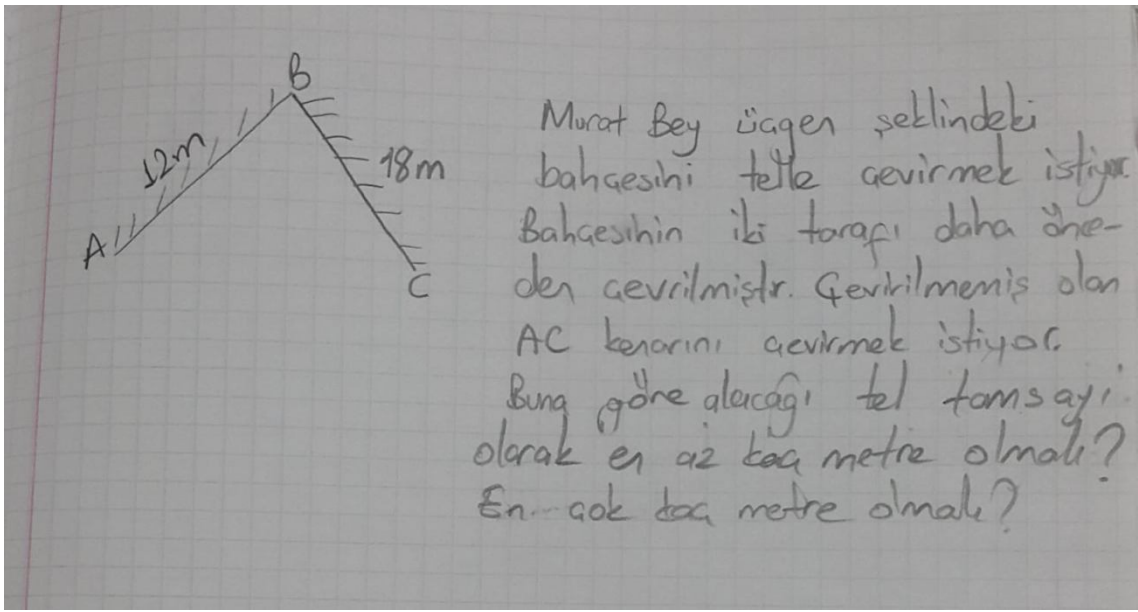 B
12m
18m
A
C
Murat Bey üçgen şeklindeki
bahçesini telle çevirmek istiyor.
Bahçesinin iki tarafı daha önce-
den çevrilmiştir. Çevirilmemiş olan
AC kenarını çevirmek istiyor.
Buna göre alacağı tel tamsayı
olarak en az kaç metre olmalı?
En çok kaç metre olmalı?